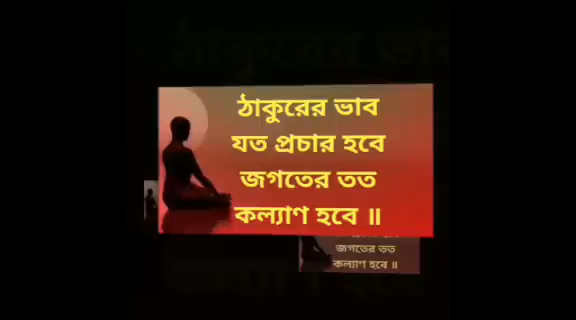 ঠাকুরের ভাব
যত প্রচার হবে
জগতের তত
কল্যাণ হবে ॥
জগতের তত
কল্যাণ হবে ॥